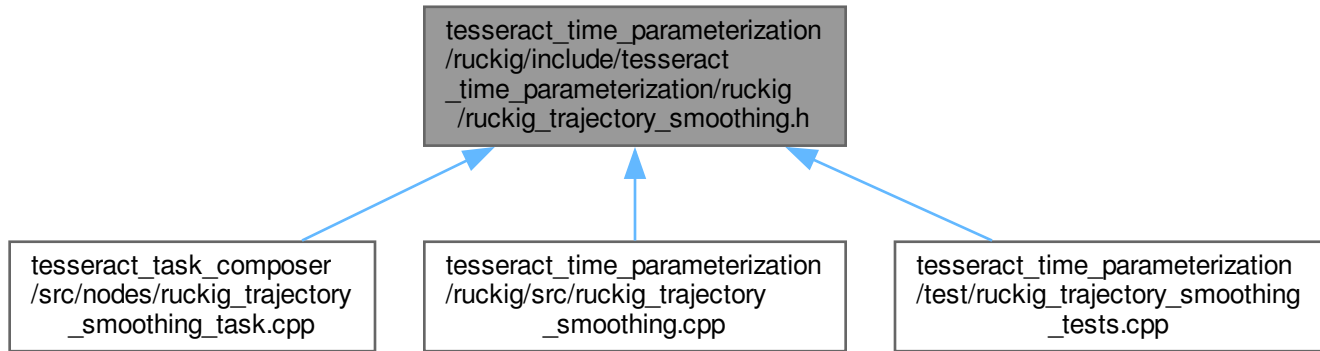 tesseract_time_parameterization
/ruckig/include/tesseract
_time_parameterization/ruckig
/ruckig_trajectory_smoothing.h
tesseract_task_composer
/src/nodes/ruckig_trajectory
_smoothing_task.cpp
tesseract_time_parameterization
/ruckig/src/ruckig_trajectory
_smoothing.cpp
tesseract_time_parameterization
/test/ruckig_trajectory_smoothing
_tests.cpp